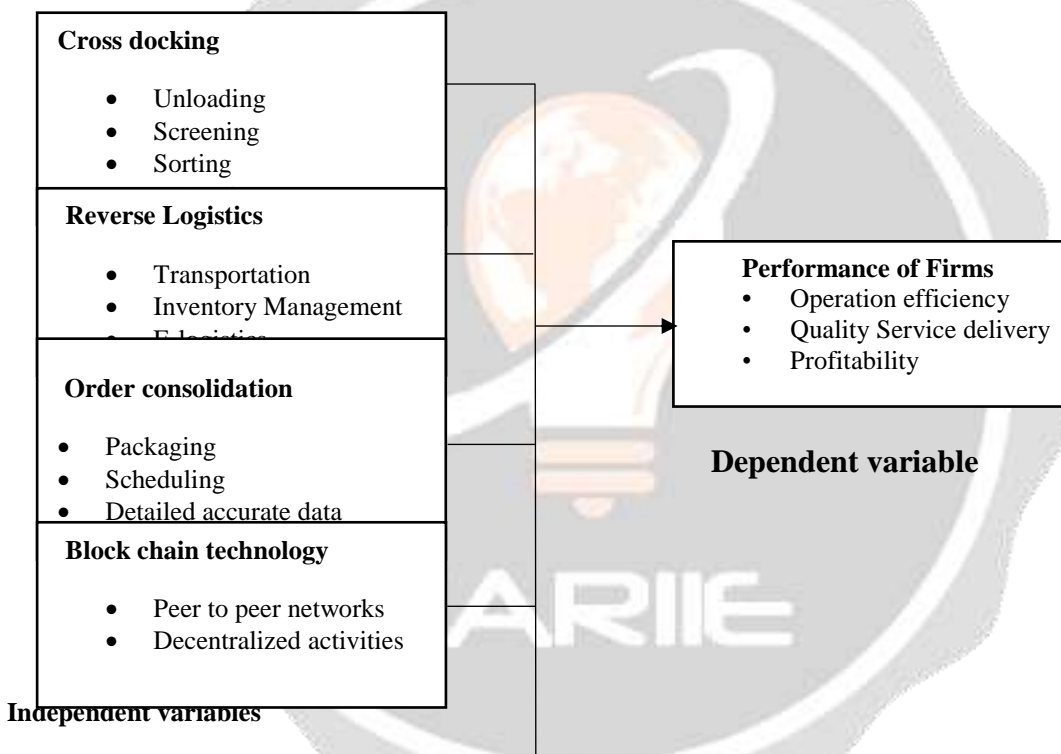 Cross docking
• Unloading
• Screening
• Sorting
Reverse Logistics
• Transportation
• Inventory Management
Order consolidation
• Packaging
• Scheduling
• Detailed accurate data
Block chain technology
• Peer to peer networks
• Decentralized activities
Independent variables
Performance of Firms
• Operation efficiency
• Quality Service delivery
• Profitability
Dependent variable
ARIIE